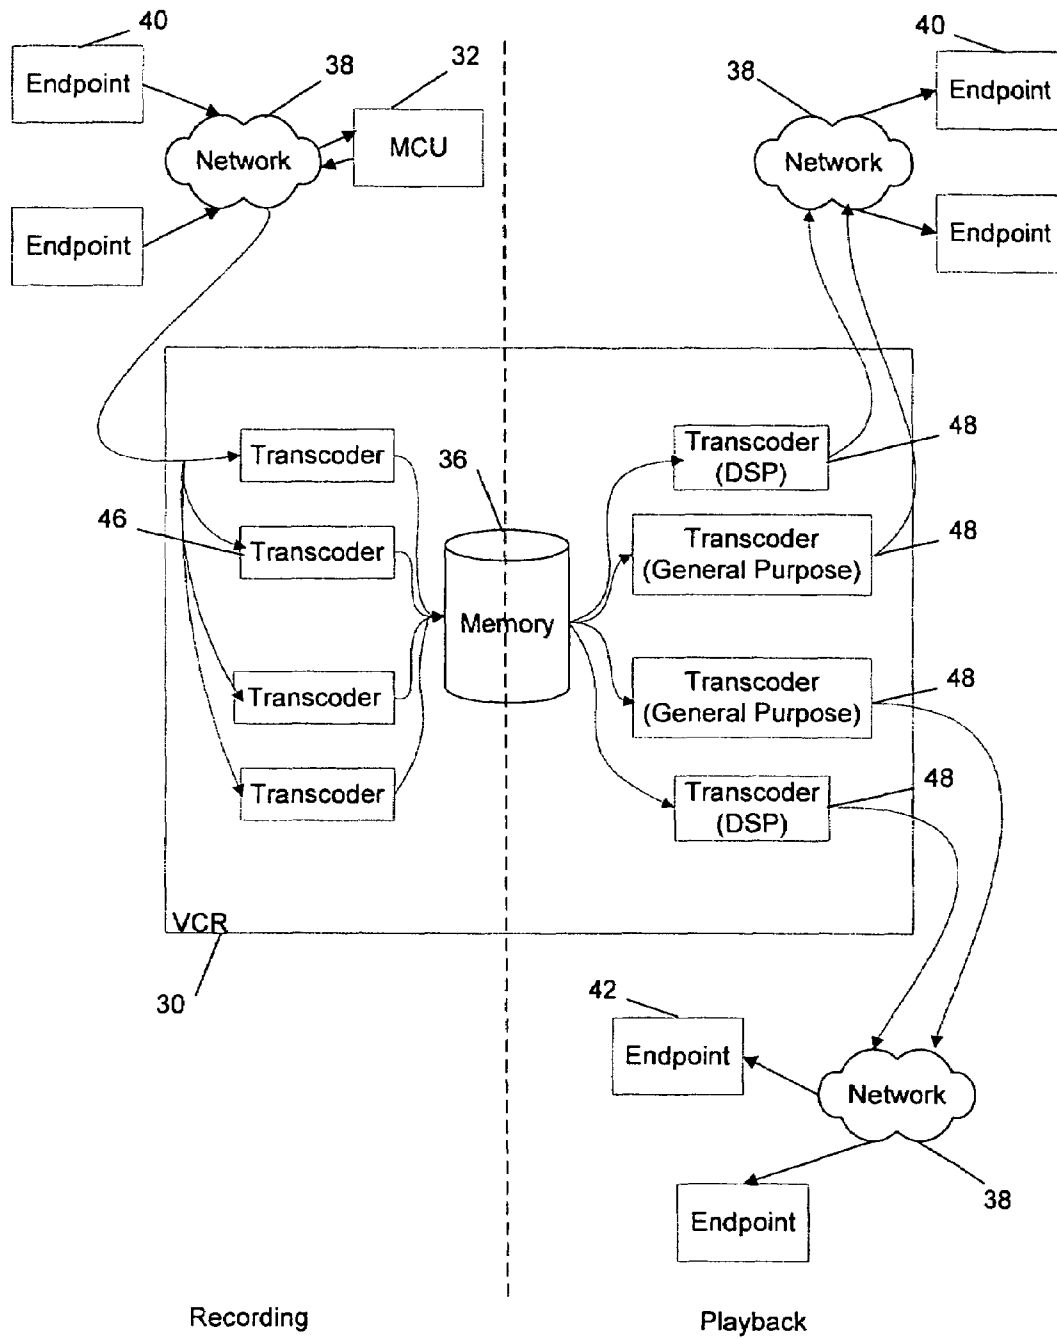 40
Endpoint
38
32
Network
MCU
Endpoint
38
40
Endpoint
Network
Endpoint
Transcoder
46
Transcoder
Transcoder
Transcoder
36
Memory
Transcoder
(DSP)
48
Transcoder
(General Purpose)
48
Transcoder
(General Purpose)
48
Transcoder
(DSP)
48
VCR
30
42
Endpoint
Network
38
Endpoint
Recording
Playback